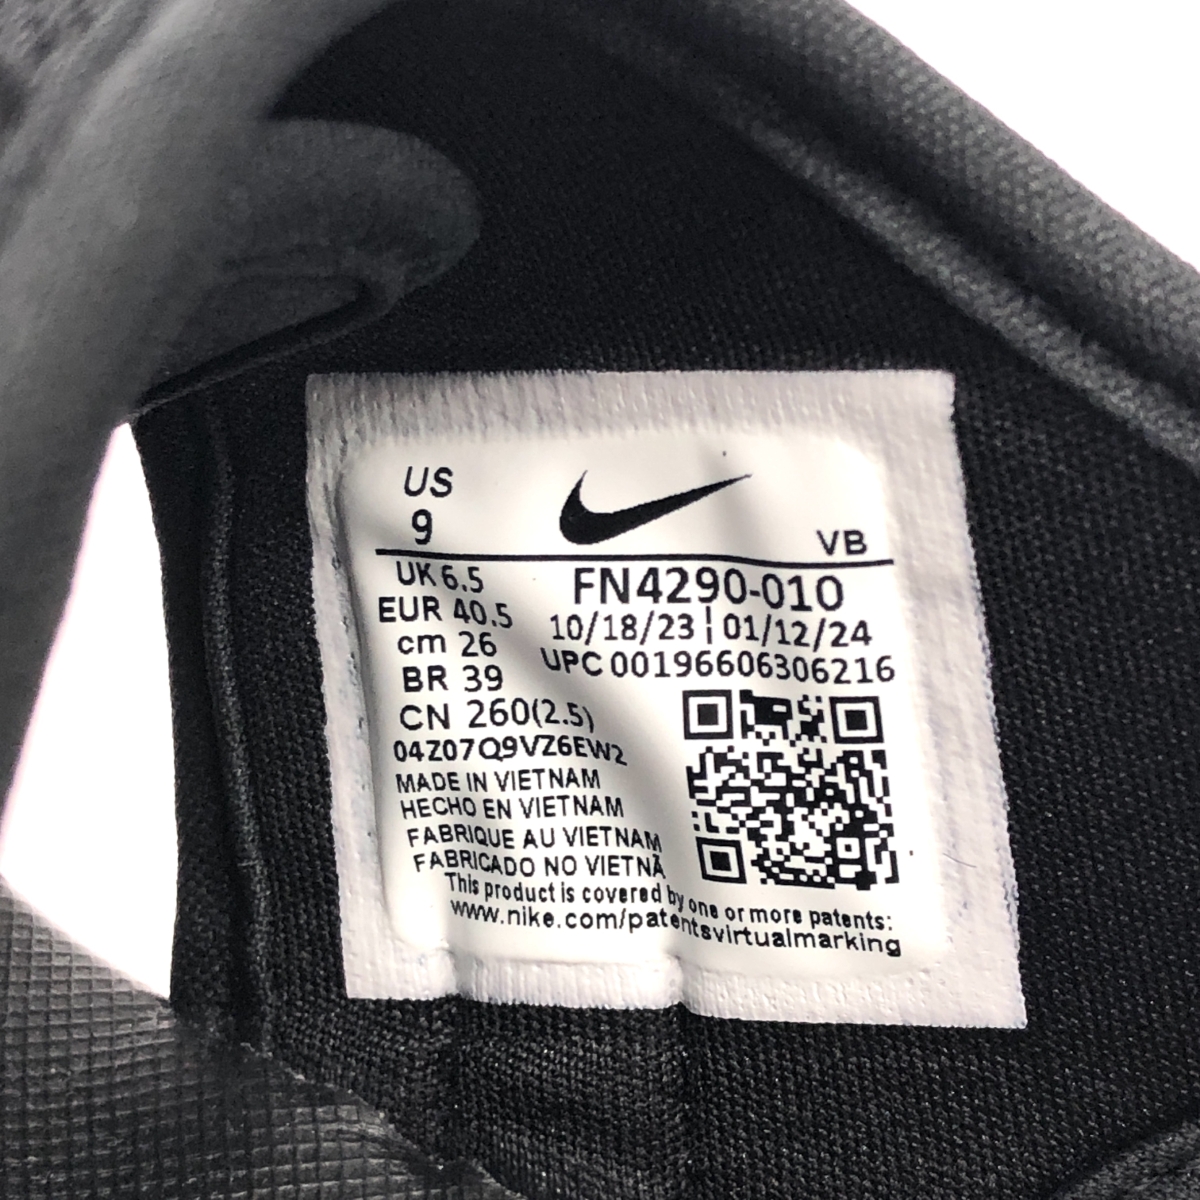 US
9
VB
UK 6.5
EUR 40.5
cm 26
BR 39
CN 260(2.5)
FN4290-010
10/18/23 | 01/12/24
UPC 00196606306216
04Z07Q9VZ6EW2
MADE IN VIETNAM
HECHO EN VIETNAM
FABRIQUE AU VIETNAM
FABRICADO NO VIETNÃ
This product is covered by one or more patents:
www.nike.com/patentsvirtualmarking